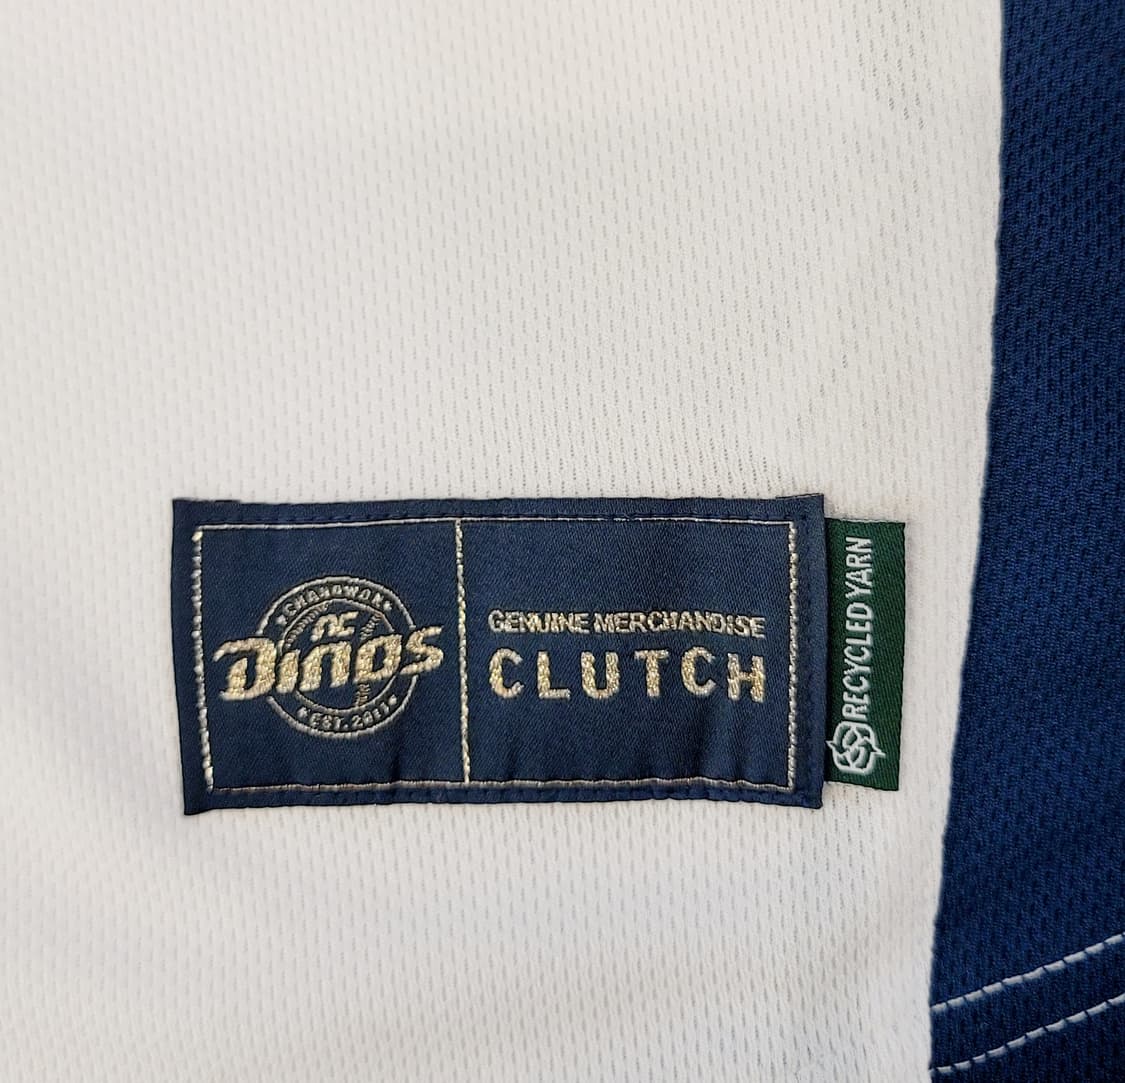 CHANGWON
NC
DINOS
EST. 2011
GENUINE MERCHANDISE
CLUTCH
RECYCLED YARN